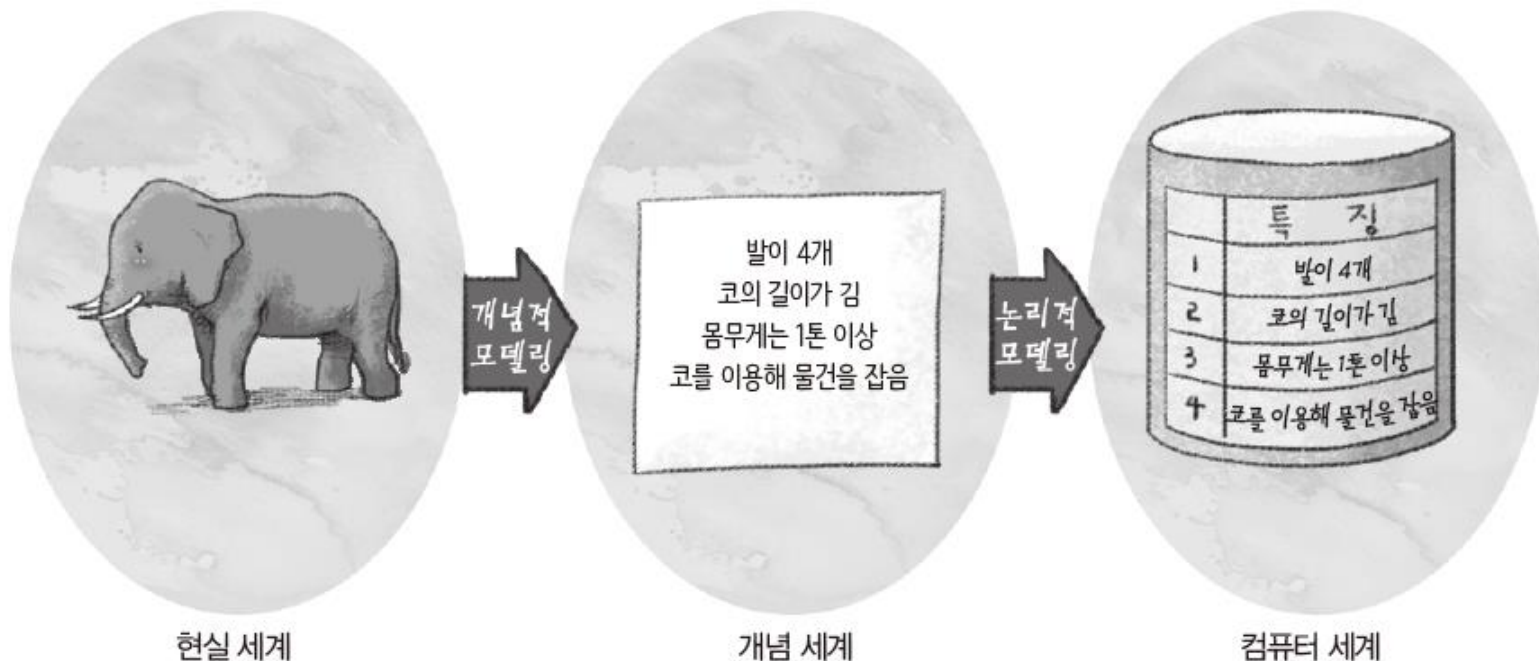 개념적
모델링
발이 4개
코의 길이가 김
몸무게는 1톤 이상
코를 이용해 물건을 잡음
논리적
모델링
특 징
1 발이 4개
2 코의 길이가 김
3 몸무게는 1톤 이상
4 코를 이용해 물건을 잡음
현실 세계
개념 세계
컴퓨터 세계